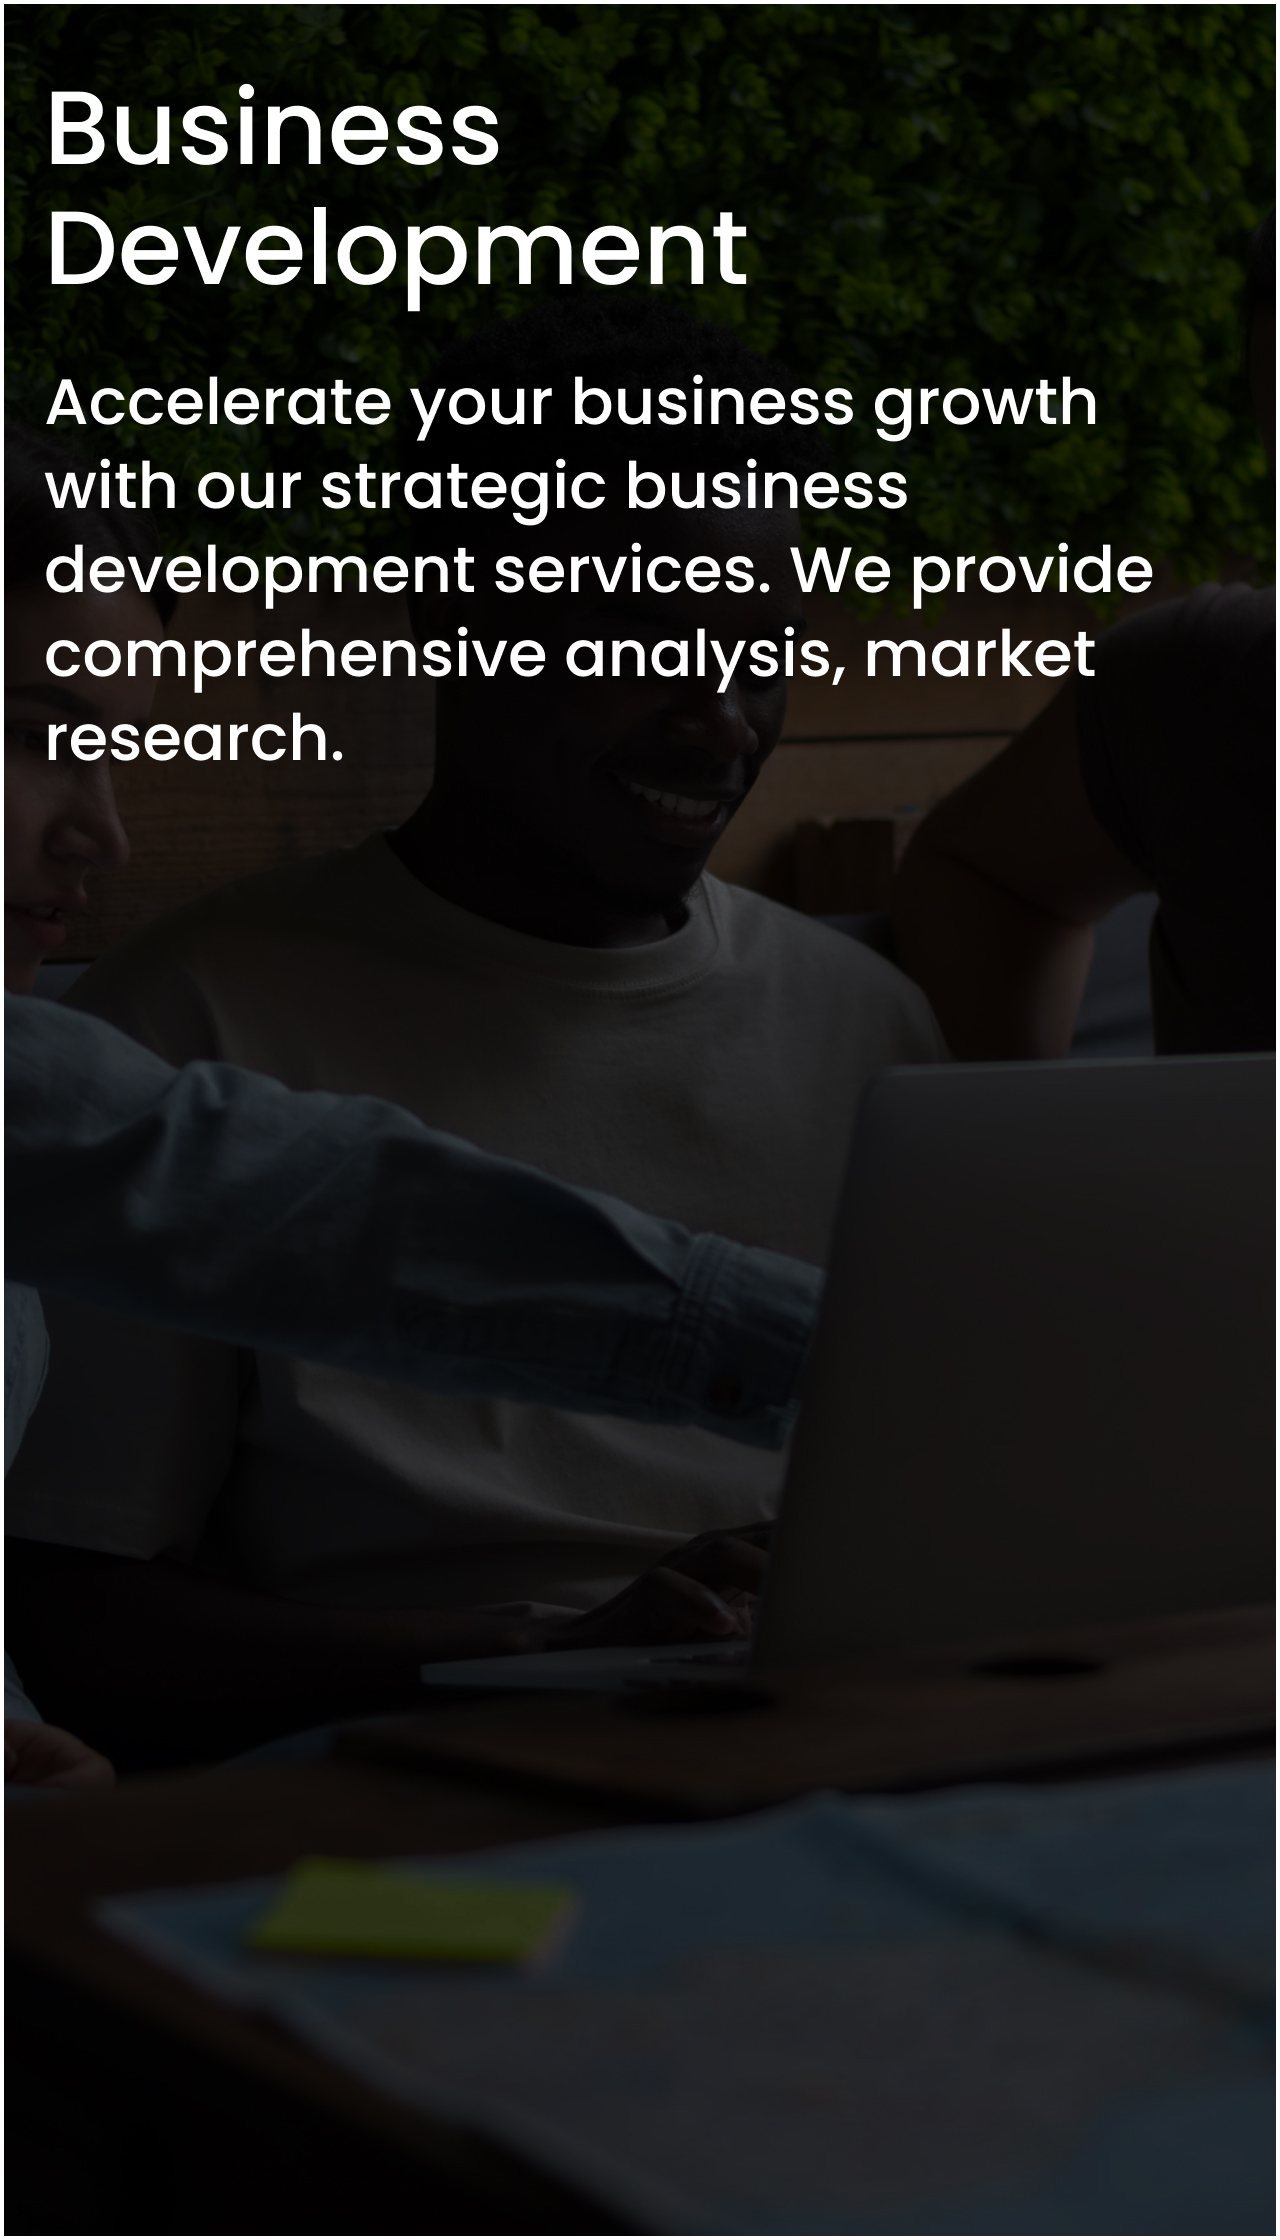 Business
Development
Accelerate your business growth
with our strategic business
development services. We provide
comprehensive analysis, market
research.